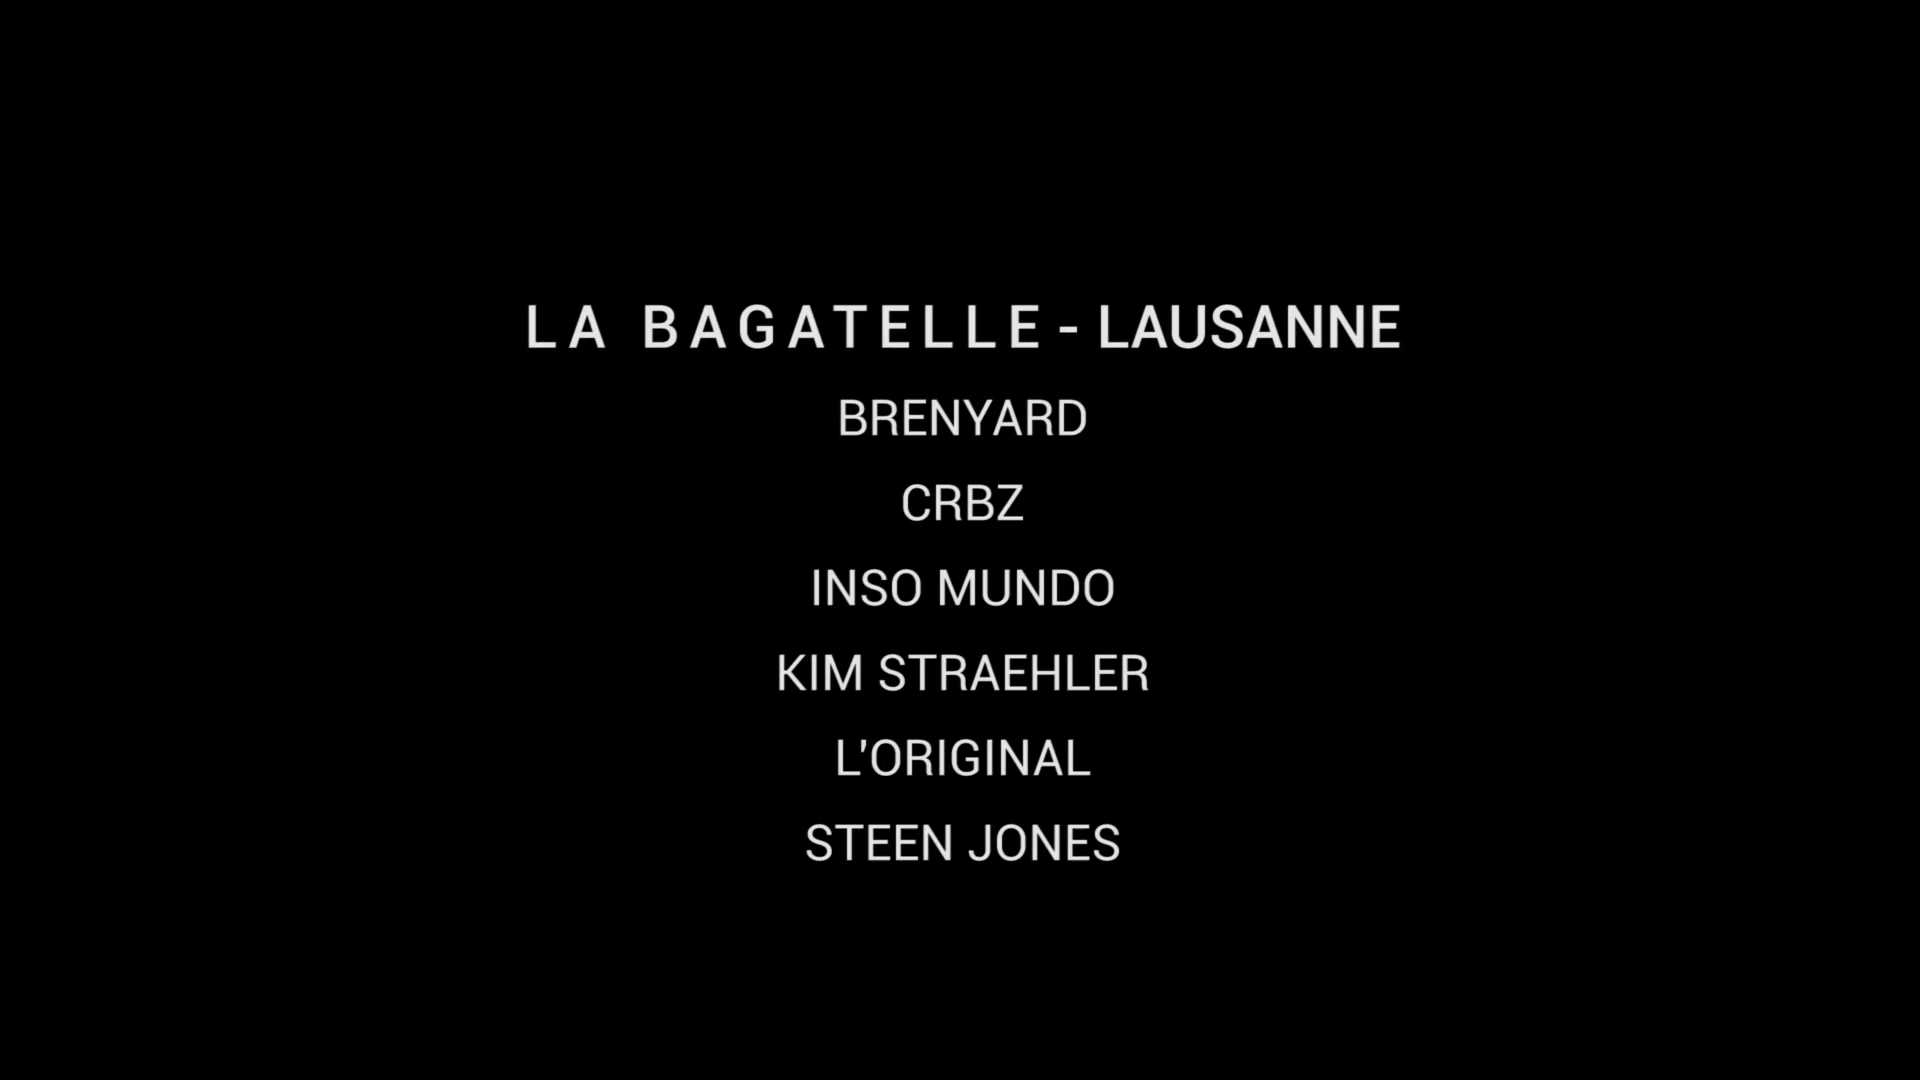 LA BAGATELLE - LAUSANNE
BRENYARD
CRBZ
INSO MUNDO
KIM STRAEHLER
L'ORIGINAL
STEEN JONES